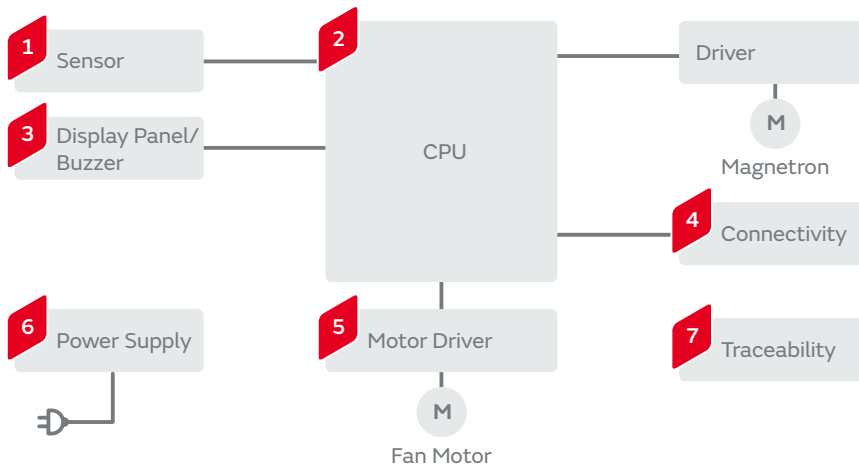 1
Sensor
2
CPU
Driver
M
Magnetron
3
Display Panel/
Buzzer
4
Connectivity
6
Power Supply
5
Motor Driver
M
Fan Motor
7
Traceability